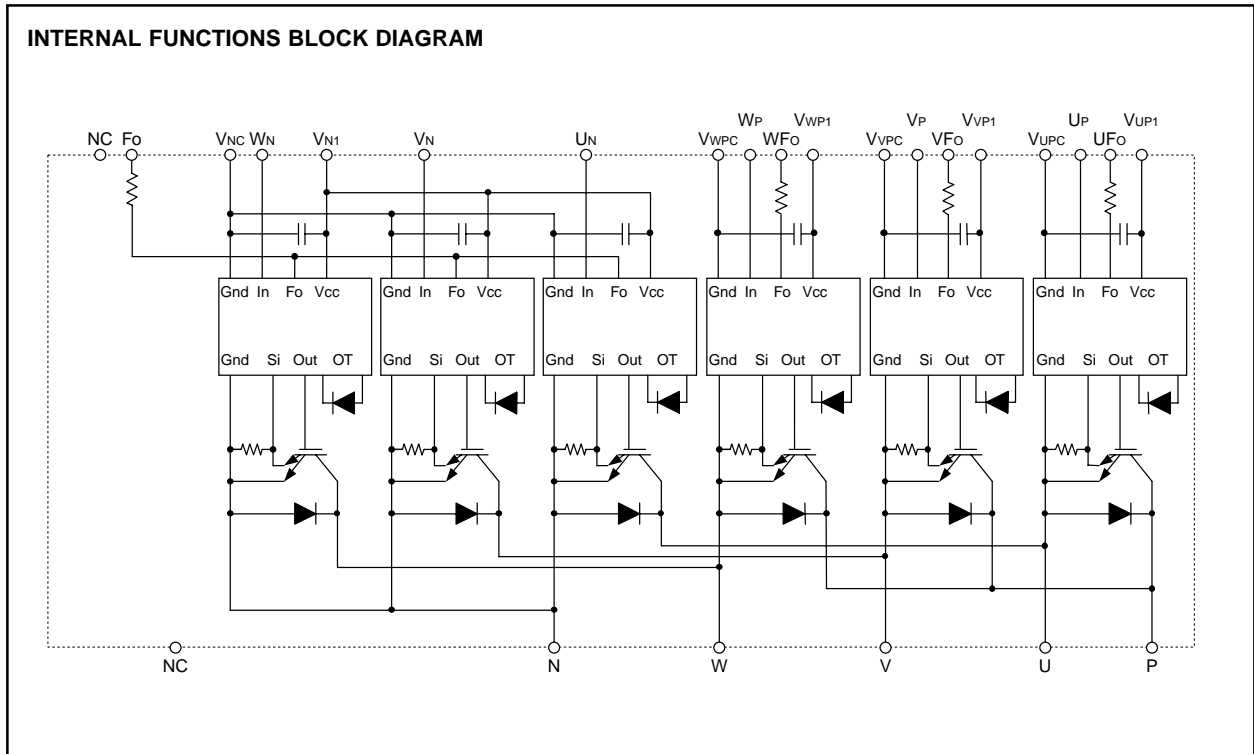 INTERNAL FUNCTIONS BLOCK DIAGRAM
WP VP UP
NC FO VNC WN VN1 VN UN VWPC WFO VWP1 VVPC VFO VVP1 VUPC UFO VUP1
Gnd In Fo Vcc Gnd In Fo Vcc Gnd In Fo Vcc Gnd In Fo Vcc Gnd In Fo Vcc Gnd In Fo Vcc
Gnd Si Out OT Gnd Si Out OT Gnd Si Out OT Gnd Si Out OT Gnd Si Out OT Gnd Si Out OT
NC N W V U P